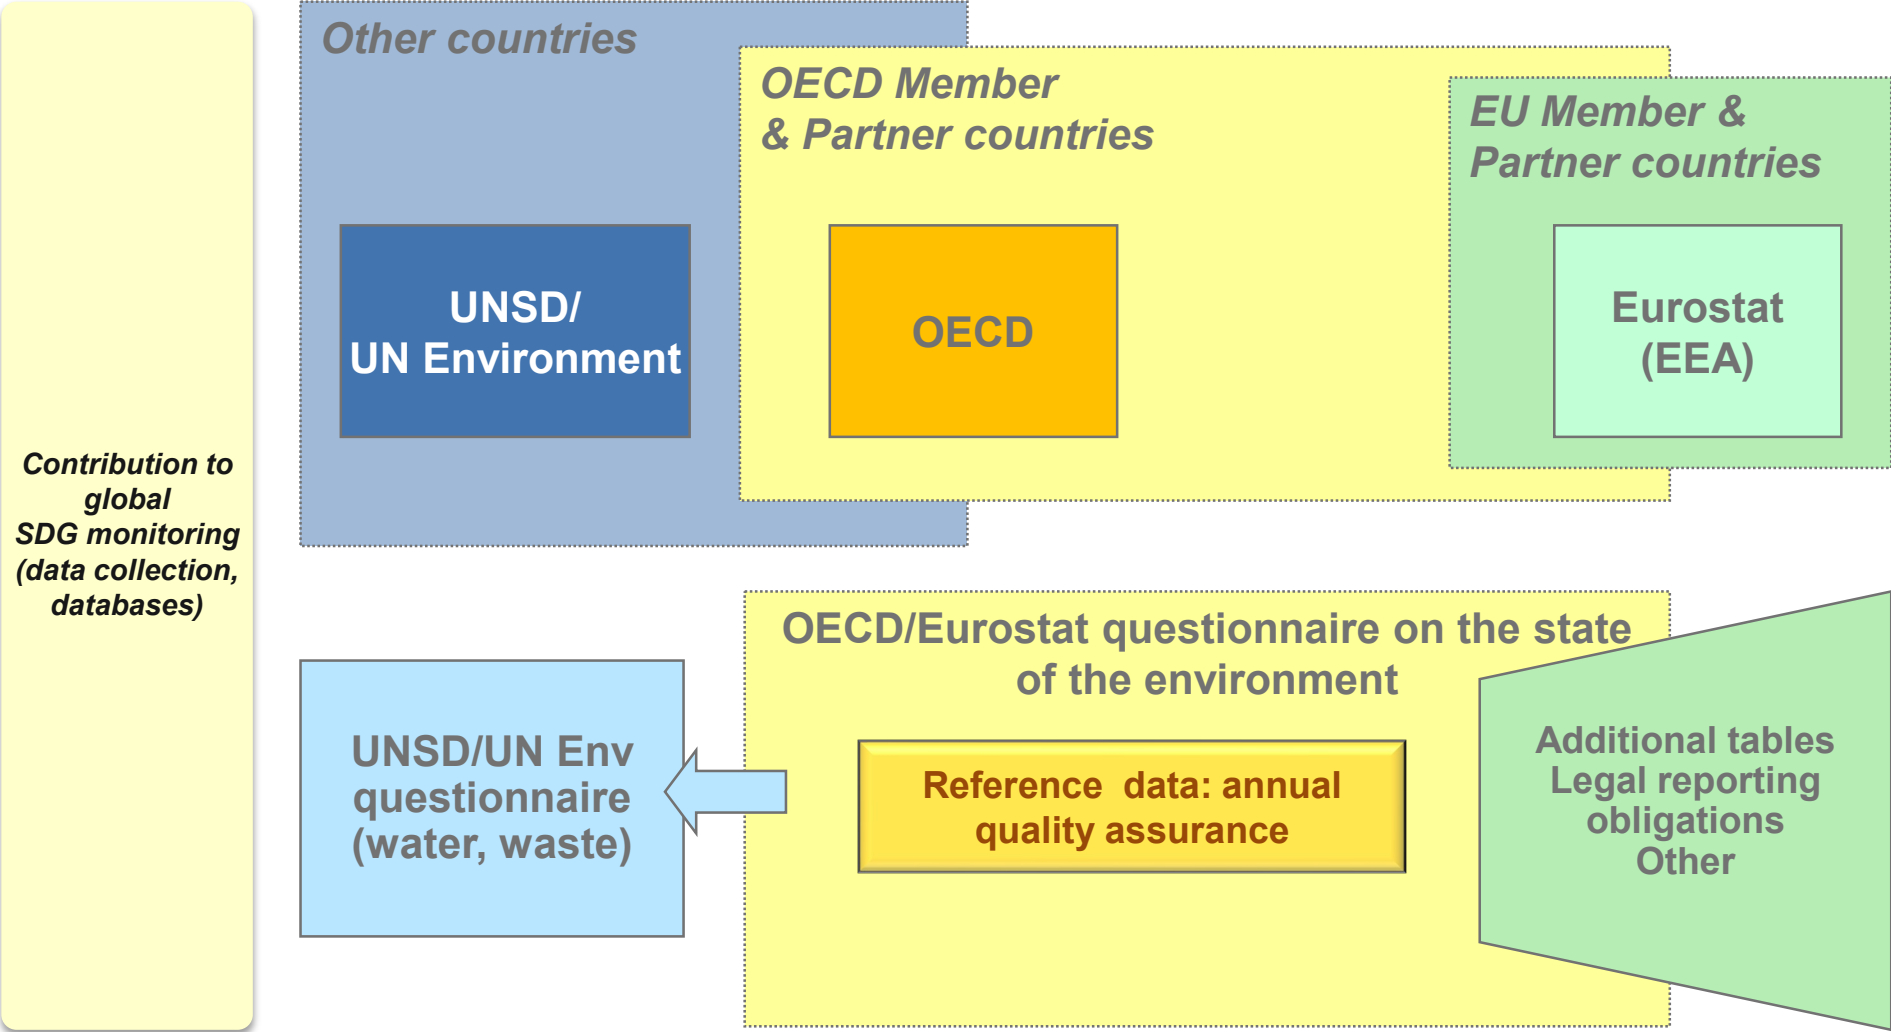 Contribution to
global
SDG monitoring
(data collection,
databases)
Other countries
OECD Member
& Partner countries
EU Member &
Partner countries
UNSD/
UN Environment
OECD
Eurostat
(EEA)
OECD/Eurostat questionnaire on the state
of the environment
UNSD/UN Env
questionnaire
(water, waste)
Reference data: annual
quality assurance
Additional tables
Legal reporting
obligations
Other